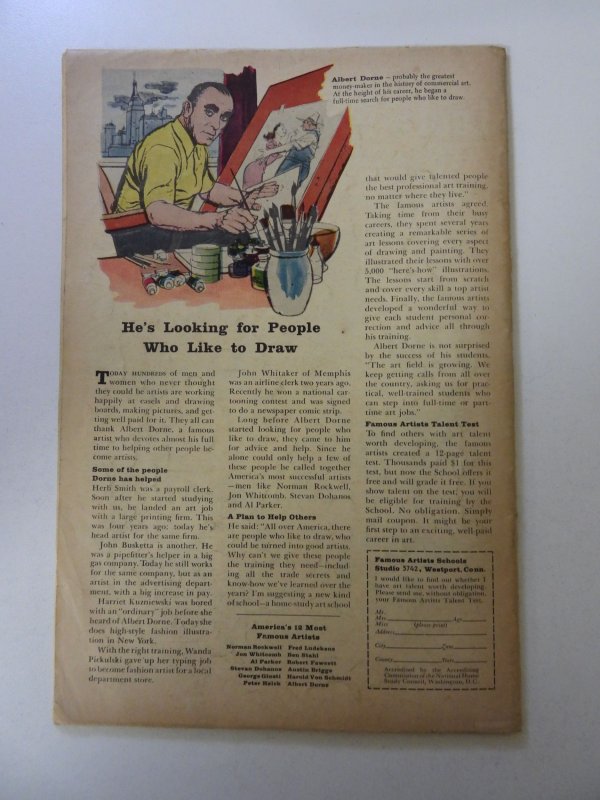 Albert Dorne — probably the greatest
money-maker in the history of commercial art.
At the height of his career, he began a
full-time search for people who like to draw.
He's Looking for People
Who Like to Draw
TODAY HUNDREDS of men and
women who never thought
they could be artists are working
happily at easels and drawing
boards, making pictures, and get-
ting well paid for it. They all can
thank Albert Dorne, a famous
artist who devotes almost his full
time to helping other people be-
come artists.
Some of the people
Dorne has helped
Herb Smith was a payroll clerk.
Soon after he started studying
with us, he landed an art job
with a large printing firm. This
was four years ago; today he's
head artist for the same firm.
John Busketta is another. He
was a pipefitter's helper in a big
gas company. Today he still works
for the same company, but as an
artist in the advertising depart-
ment, with a big increase in pay.
Harriet Kuzniewski was bored
with an "ordinary" job before she
heard of Albert Dorne. Today she
does high-style fashion illustra-
tion in New York.
With the right training, Wanda
Pickulski gave up her typing job
to become fashion artist for a local
department store.
John Whitaker of Memphis
was an airline clerk two years ago.
Recently he won a national car-
tooning contest and was signed
to do a newspaper comic strip.
Long before Albert Dorne
started looking for people who
like to draw, they came to him
for advice and help. Since he
alone could only help a few of
these people he called together
America's most successful artists
—men like Norman Rockwell,
Jon Whitcomb, Stevan Dohanos
and Al Parker.
A Plan to Help Others
He said: "All over America, there
are people who like to draw, who
could be turned into good artists.
Why can't we give these people
the training they need—includ-
ing all the trade secrets and
know-how we've learned over the
years? I'm suggesting a new kind
of school—a home-study art school
America's 12 Most
Famous Artists
Norman Rockwell Fred Ludekens
Jon Whitcomb Ben Stahl
Al Parker Robert Fawcett
Stevan Dohanos Austin Briggs
George Giusti Harold Von Schmidt
Peter Helck Albert Dorne
that would give talented people
the best professional art training,
no matter where they live."
The famous artists agreed.
Taking time from their busy
careers, they spent several years
creating a remarkable series of
art lessons covering every aspect
of drawing and painting. They
illustrated their lessons with over
5,000 "here's-how" illustrations.
The lessons start from scratch
and cover every skill a top artist
needs. Finally, the famous artists
developed a wonderful way to
give each student personal cor-
rection and advice all through
his training.
Albert Dorne is not surprised
by the success of his students.
"The art field is growing. We
keep getting calls from all over
the country, asking us for prac-
tical, well-trained students who
can step into full-time or part-
time art jobs."
Famous Artists Talent Test
To find others with art talent
worth developing, the famous
artists created a 12-page talent
test. Thousands paid $1 for this
test, but now the School offers it
free and will grade it free. If you
show talent on the test, you will
be eligible for training by the
School. No obligation. Simply
mail coupon. It might be your
first step to an exciting, well-paid
career in art.
Famous Artists Schools
Studio 3742, Westport, Conn.
I would like to find out whether I
have art talent worth developing.
Please send me, without obligation,
your Famous Artists Talent Test.
Mr.
Mrs. Age
Miss (please print)
Address
City Zone
County State
Accredited by the Accrediting
Commission of the National Home
Study Council, Washington, D.C.